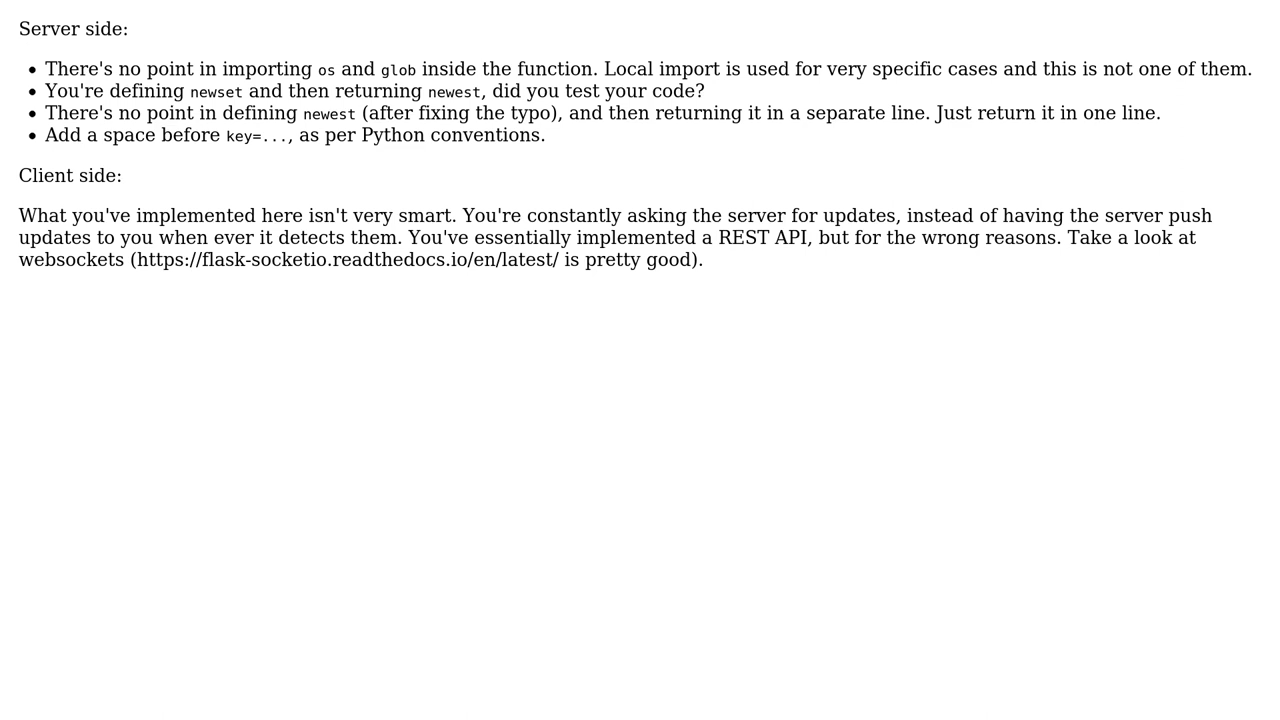 Server side:
• There's no point in importing os and glob inside the function. Local import is used for very specific cases and this is not one of them.
• You're defining newset and then returning newest, did you test your code?
• There's no point in defining newest (after fixing the typo), and then returning it in a separate line. Just return it in one line.
• Add a space before key=..., as per Python conventions.
Client side:
What you've implemented here isn't very smart. You're constantly asking the server for updates, instead of having the server push
updates to you when ever it detects them. You've essentially implemented a REST API, but for the wrong reasons. Take a look at
websockets (https://flask-socketio.readthedocs.io/en/latest/ is pretty good).